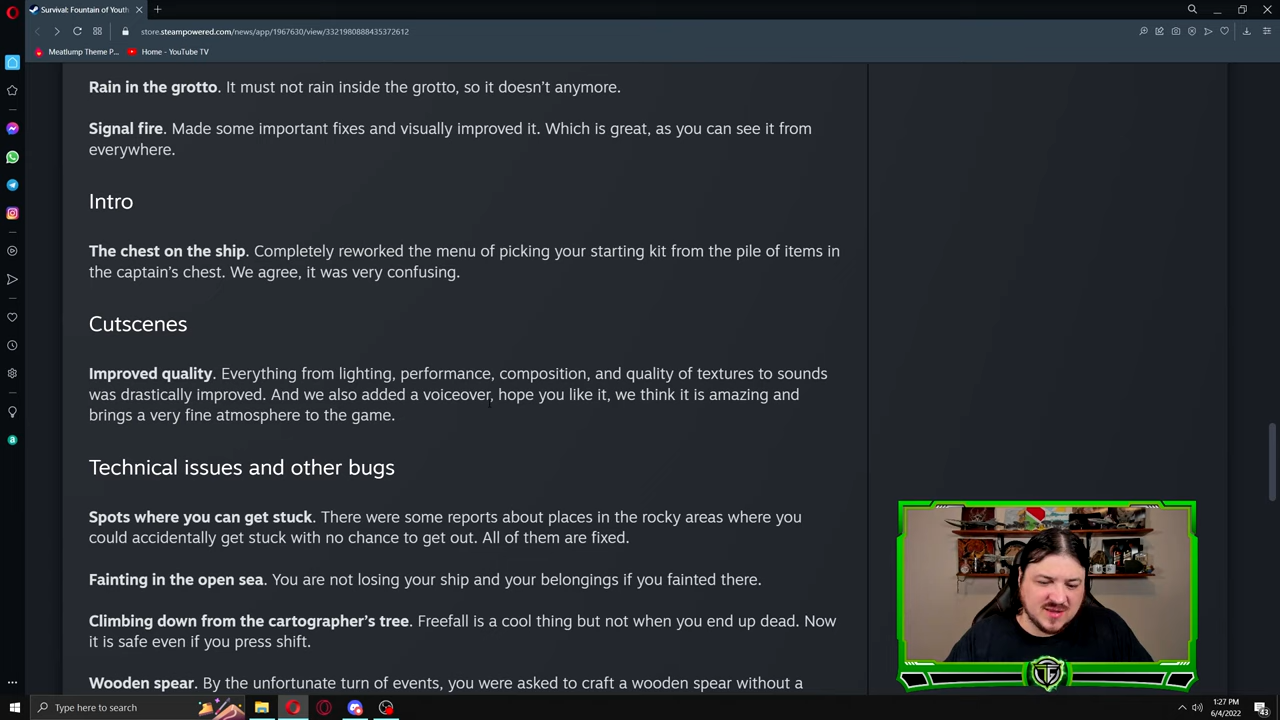 Survival: Fountain of Youth
store.steampowered.com/news/app/1967630/view/3321980888435372612
Meatlump Theme P...
Home - YouTube TV
Rain in the grotto. It must not rain inside the grotto, so it doesn't anymore.
Signal fire. Made some important fixes and visually improved it. Which is great, as you can see it from
everywhere.
Intro
The chest on the ship. Completely reworked the menu of picking your starting kit from the pile of items in
the captain's chest. We agree, it was very confusing.
Cutscenes
Improved quality. Everything from lighting, performance, composition, and quality of textures to sounds
was drastically improved. And we also added a voiceover, hope you like it, we think it is amazing and
brings a very fine atmosphere to the game.
Technical issues and other bugs
Spots where you can get stuck. There were some reports about places in the rocky areas where you
could accidentally get stuck with no chance to get out. All of them are fixed.
Fainting in the open sea. You are not losing your ship and your belongings if you fainted there.
Climbing down from the cartographer's tree. Freefall is a cool thing but not when you end up dead. Now
it is safe even if you press shift.
Wooden spear. By the unfortunate turn of events, you were asked to craft a wooden spear without a
Type here to search
1:27 PM
6/4/2022
43